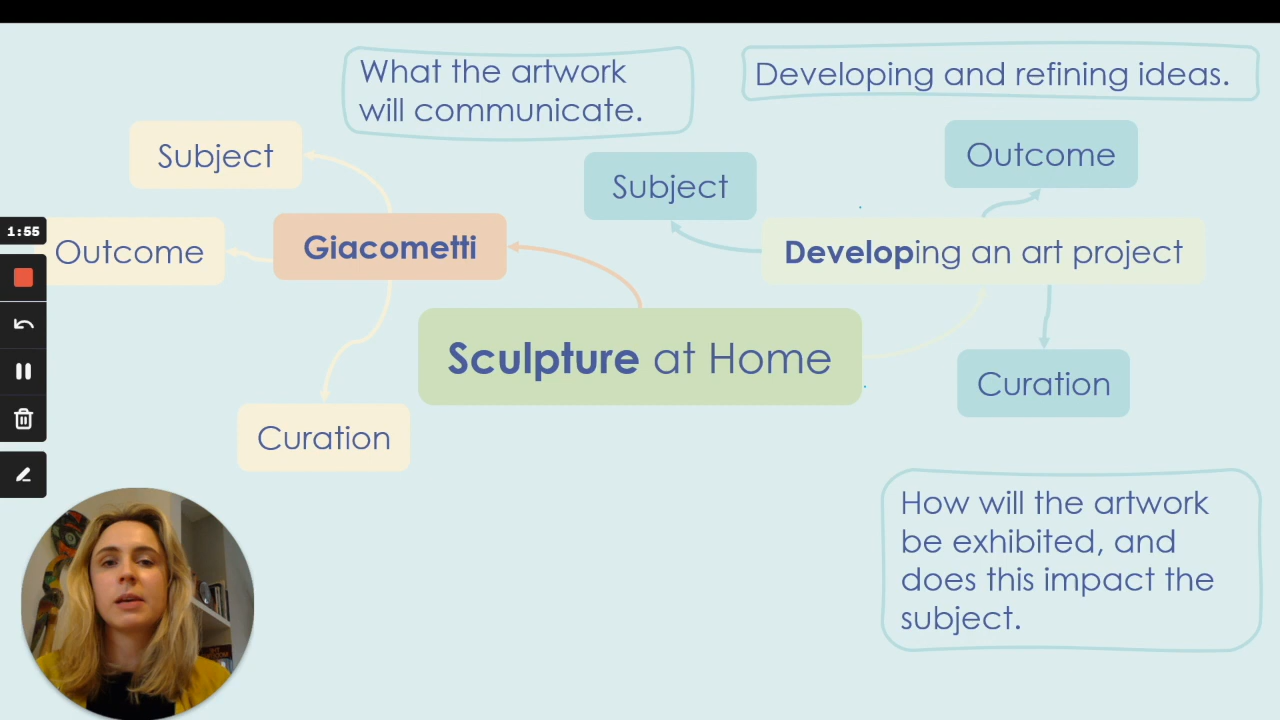 What the artwork
will communicate.
Developing and refining ideas.
Subject
Outcome
Subject
1:55
Outcome
Giacometti
Developing an art project
Sculpture at Home
Curation
Curation
How will the artwork
be exhibited, and
does this impact the
subject.